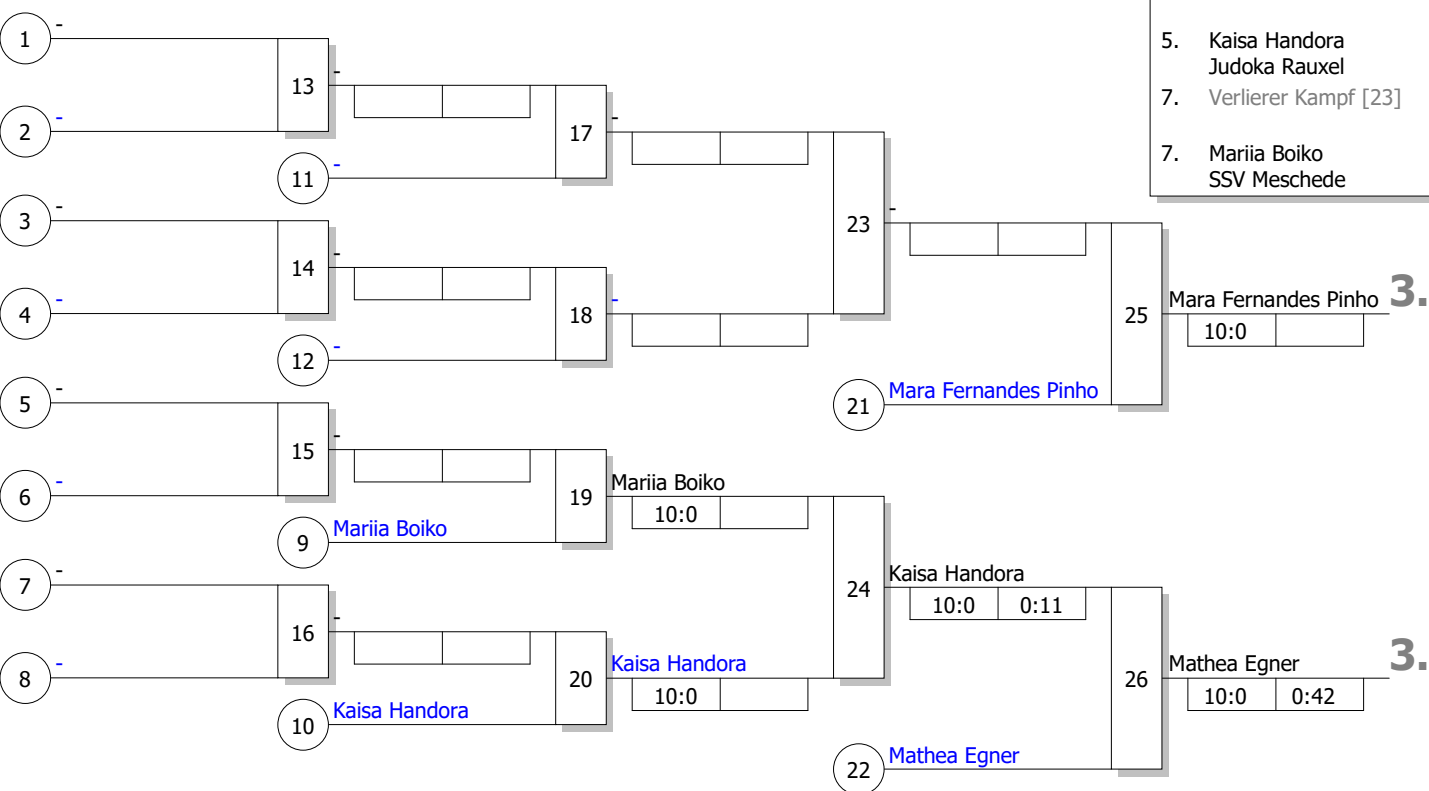 5. Kaisa Handora
Judoka Rauxel
7. Verlierer Kampf [23]
7. Mariia Boiko
SSV Meschede
1 -
13 -
2 -
17 -
11 -
3 -
23 -
14 -
4 -
18 -
25 Mara Fernandes Pinho 3.
10:0
12 -
5 -
21 Mara Fernandes Pinho
15 -
6 -
19 Mariia Boiko
10:0
9 Mariia Boiko
7 -
24 Kaisa Handora
10:0 0:11
16 -
8 -
20 Kaisa Handora
10:0
26 Mathea Egner 3.
10:0 0:42
10 Kaisa Handora
22 Mathea Egner